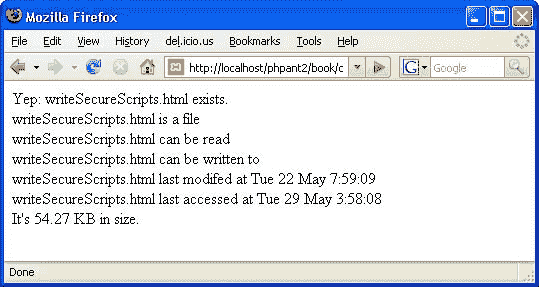 Mozilla Firefox
File Edit View History del.icio.us Bookmarks Tools Help
http://localhost/phpant2/book/c G Google
Yep: writeSecureScripts.html exists.
writeSecureScripts.html is a file
writeSecureScripts.html can be read
writeSecureScripts.html can be written to
writeSecureScripts.html last modifed at Tue 22 May 7:59:09
writeSecureScripts.html last accessed at Tue 29 May 3:58:08
It's 54.27 KB in size.
Done